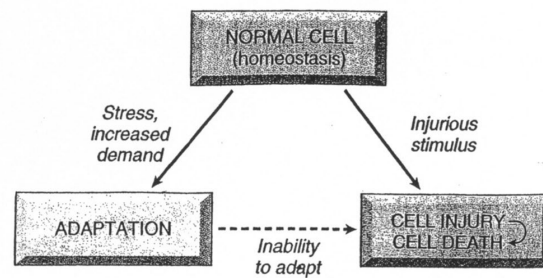 NORMAL CELL
(homeostasis)
Stress,
increased
demand
Injurious
stimulus
ADAPTATION
CELL INJURY
CELL DEATH
Inability
to adapt